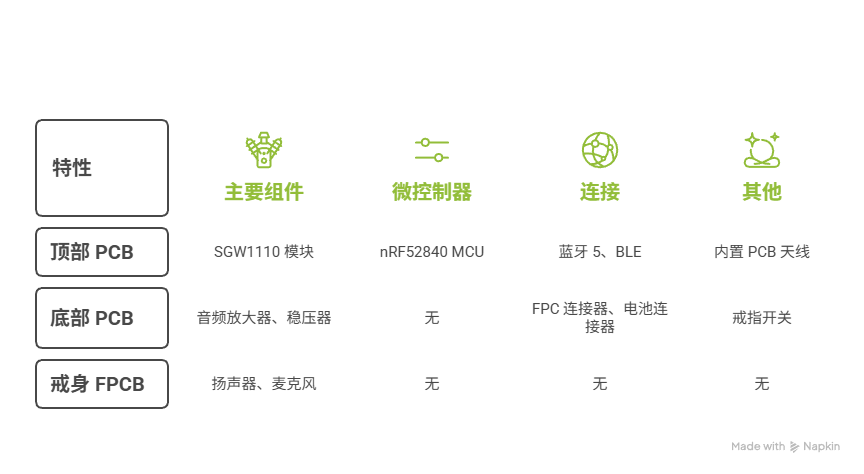 特性
主要组件
微控制器
连接
其他
顶部 PCB
SGW1110 模块
nRF52840 MCU
蓝牙 5、BLE
内置 PCB 天线
底部 PCB
音频放大器、稳压器
无
FPC 连接器、电池连
接器
戒指开关
戒身 FPCB
扬声器、麦克风
无
无
无
Made with Napkin